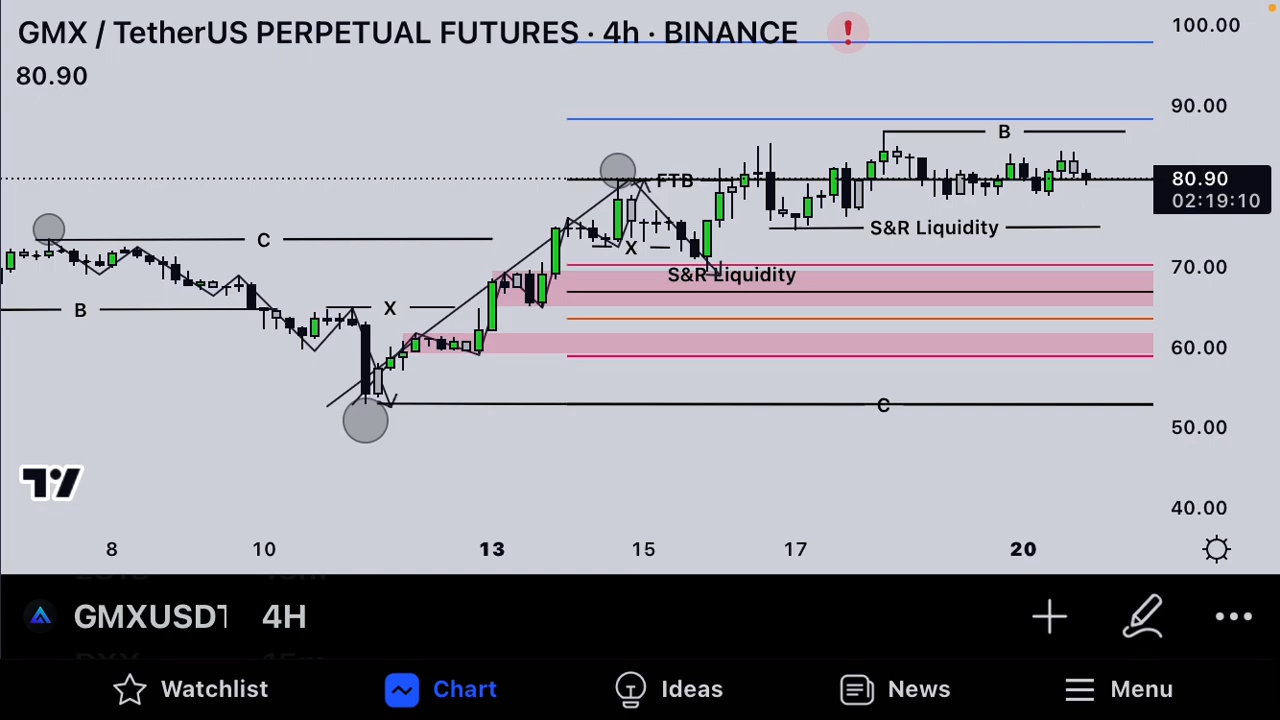 GMX / TetherUS PERPETUAL FUTURES · 4h · BINANCE
!
80.90
100.00
90.00
80.90
02:19:10
70.00
60.00
50.00
40.00
B
FTB
C
S&R Liquidity
X
S&R Liquidity
B
X
C
8 10 13 15 17 20
GMXUSDT 4H
Watchlist Chart Ideas News Menu